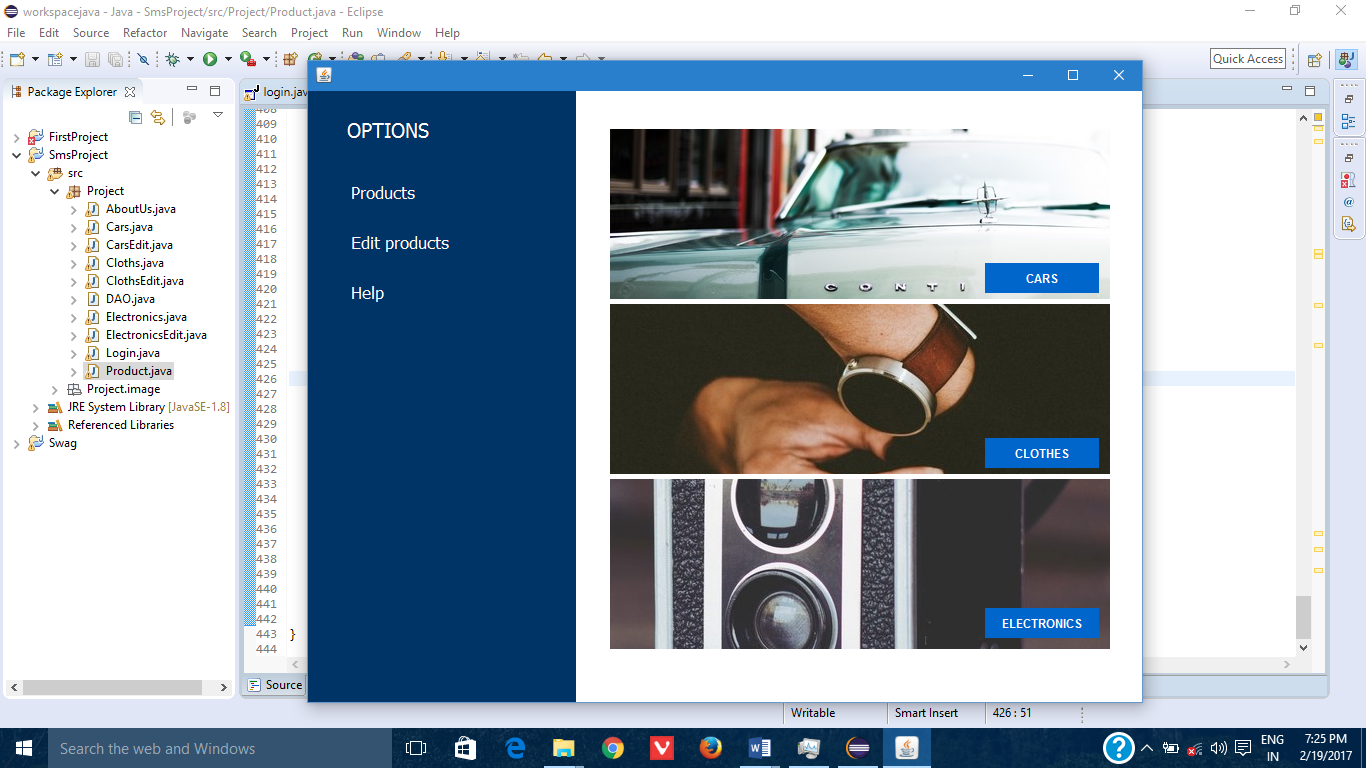 workspacejava - Java - SmsProject/src/Project/Product.java - Eclipse
File Edit Source Refactor Navigate Search Project Run Window Help
Quick Access
Package Explorer
FirstProject
SmsProject
src
Project
AboutUs.java
Cars.java
CarsEdit.java
Cloths.java
ClothsEdit.java
DAO.java
Electronics.java
ElectronicsEdit.java
Login.java
Product.java
Project.image
JRE System Library [JavaSE-1.8]
Referenced Libraries
Swag
login.jav
408
409
410
411
412
413
414
415
416
417
418
419
420
421
422
423
424
425
426
427
428
429
430
431
432
433
434
435
436
437
438
439
440
441
442
443 }
444
Source
OPTIONS
Products
Edit products
Help
CONTI
CARS
CLOTHES
ELECTRONICS
Writable Smart Insert 426 : 51
Search the web and Windows
ENG
IN
7:25 PM
2/19/2017